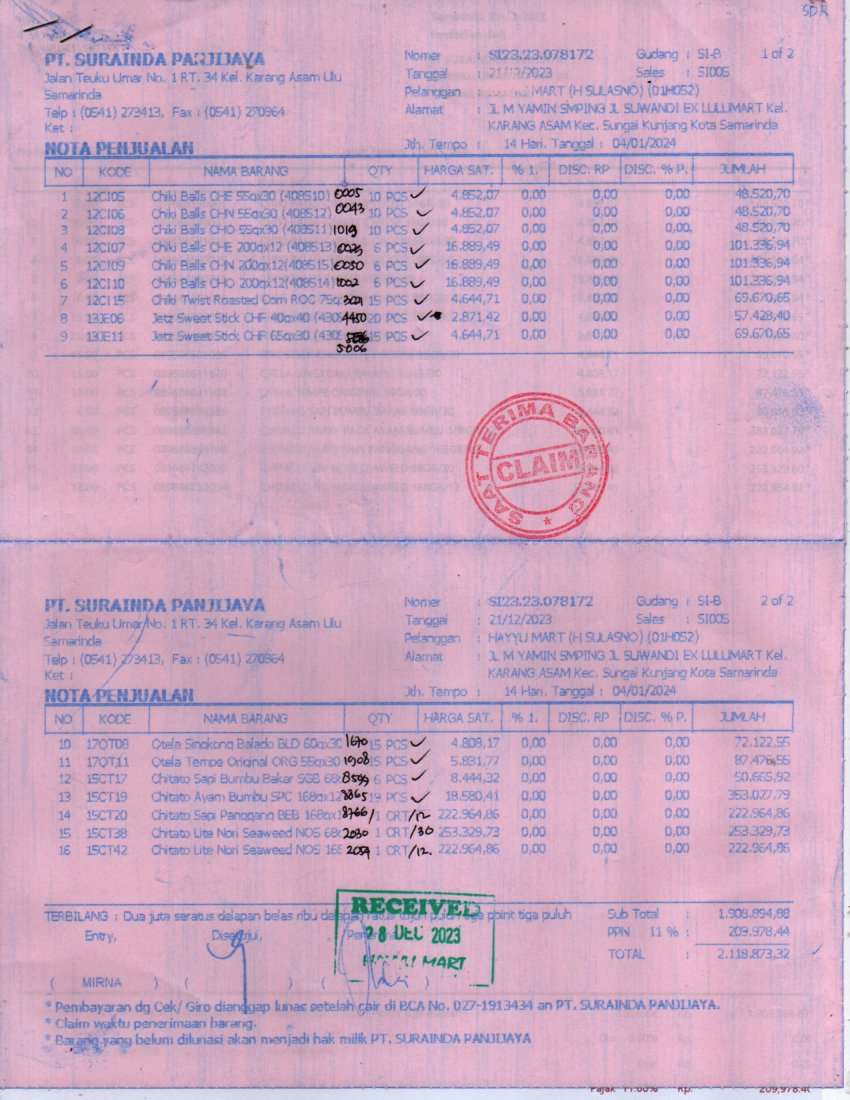 SDR
PT. SURAINDA PANJIJAYA
Jalan Teuku Umar No. 1 RT. 34 Kel. Karang Asam Ulu
Samarinda
Telp : (0541) 273413, Fax : (0541) 270964
Ket :
Nomer : SI23.23.078172 Gudang : SI-B 1 of 2
Tanggal 21/12/2023 Sales : SI005
Pelanggan MART (H SULASNO) (01H052)
Alamat : JL M YAMIN SMPING JL SUWANDI EX LULUMART Kel.
KARANG ASAM Kec. Sungai Kunjang Kota Samarinda
Jth. Tempo : 14 Hari. Tanggal : 04/01/2024
NOTA PENJUALAN
NO KODE NAMA BARANG QTY HARGA SAT. % 1. DISC. RP DISC. % P. JUMLAH
1 12CI05 Chiki Balls CHE 55gx30 (408510) 0005 10 PCS ✓ 4.852,07 0,00 0,00 0,00 48.520,70
2 12CI06 Chiki Balls CHN 55gx30 (408512) 0043 10 PCS ✓ 4.852,07 0,00 0,00 0,00 48.520,70
3 12CI08 Chiki Balls CHO 55gx30 (408511) 1019 10 PCS ✓ 4.852,07 0,00 0,00 0,00 48.520,70
4 12CI07 Chiki Balls CHE 200gx12 (408513) 6 PCS ✓ 16.889,49 0,00 0,00 0,00 101.336,94
5 12CI09 Chiki Balls CHN 200gx12(408515) 0050 6 PCS ✓ 16.889,49 0,00 0,00 0,00 101.336,94
6 12CI10 Chiki Balls CHO 200gx12(408514) 1002 6 PCS ✓ 16.889,49 0,00 0,00 0,00 101.336,94
7 12CI15 Chiki Twist Roasted Corn ROC 75g 15 PCS ✓ 4.644,71 0,00 0,00 0,00 69.670,65
8 13JE06 Jetz Sweet Stick CHF 40gx40 (430 4450 20 PCS ✓ 2.871,42 0,00 0,00 0,00 57.428,40
9 13JE11 Jetz Sweet Stick CHF 65gx30 (430 15 PCS ✓ 4.644,71 0,00 0,00 0,00 69.670,65
5006
SAAT TERIMA BARANG
CLAIM
PT. SURAINDA PANJIJAYA
Jalan Teuku Umar No. 1 RT. 34 Kel. Karang Asam Ulu
Samarinda
Telp : (0541) 273413, Fax : (0541) 270964
Ket :
Nomer : SI23.23.078172 Gudang : SI-B 2 of 2
Tanggal : 21/12/2023 Sales : SI005
Pelanggan : HAYYU MART (H SULASNO) (01H052)
Alamat : JL M YAMIN SMPING JL SUWANDI EX LULUMART Kel.
KARANG ASAM Kec. Sungai Kunjang Kota Samarinda
Jth. Tempo : 14 Hari. Tanggal : 04/01/2024
NOTA PENJUALAN
NO KODE NAMA BARANG QTY HARGA SAT. % 1. DISC. RP DISC. % P. JUMLAH
10 17QT08 Qtela Singkong Balado BLD 60gx30 1670 15 PCS ✓ 4.808,17 0,00 0,00 0,00 72.122,55
11 17QT11 Qtela Tempe Original ORG 55gx30 1908 15 PCS ✓ 5.831,77 0,00 0,00 0,00 87.476,55
12 15CT17 Chitato Sapi Bumbu Bakar SGB 68g 8599 6 PCS ✓ 8.444,32 0,00 0,00 0,00 50.665,92
13 15CT19 Chitato Ayam Bumbu SPC 168gx12 8865 19 PCS ✓ 18.580,41 0,00 0,00 0,00 353.027,79
14 15CT20 Chitato Sapi Panggang BEB 168gx1 8766 1 CRT/12 222.964,86 0,00 0,00 0,00 222.964,86
15 15CT38 Chitato Lite Nori Seaweed NOS 68g 2030 1 CRT/30 253.329,73 0,00 0,00 0,00 253.329,73
16 15CT42 Chitato Lite Nori Seaweed NOS 168 2054 1 CRT/12. 222.964,86 0,00 0,00 0,00 222.964,86
TERBILANG : Dua juta seratus delapan belas ribu delapan ratus tujuh puluh tiga point tiga puluh
Sub Total : 1.908.894,88
PPN 11 % : 209.978,44
TOTAL : 2.118.873,32
Entry, Disetujui,
RECEIVED
28 DEC 2023
MART
( MIRNA ) ( ) ( )
* Pembayaran dg Cek/ Giro dianggap lunas setelah cair di BCA No. 027-1913434 an PT. SURAINDA PANJIJAYA.
* Claim waktu penerimaan barang.
* Barang yang belum dilunasi akan menjadi hak milik PT. SURAINDA PANJIJAYA
Pajak 11.00% Rp. 209,978.40